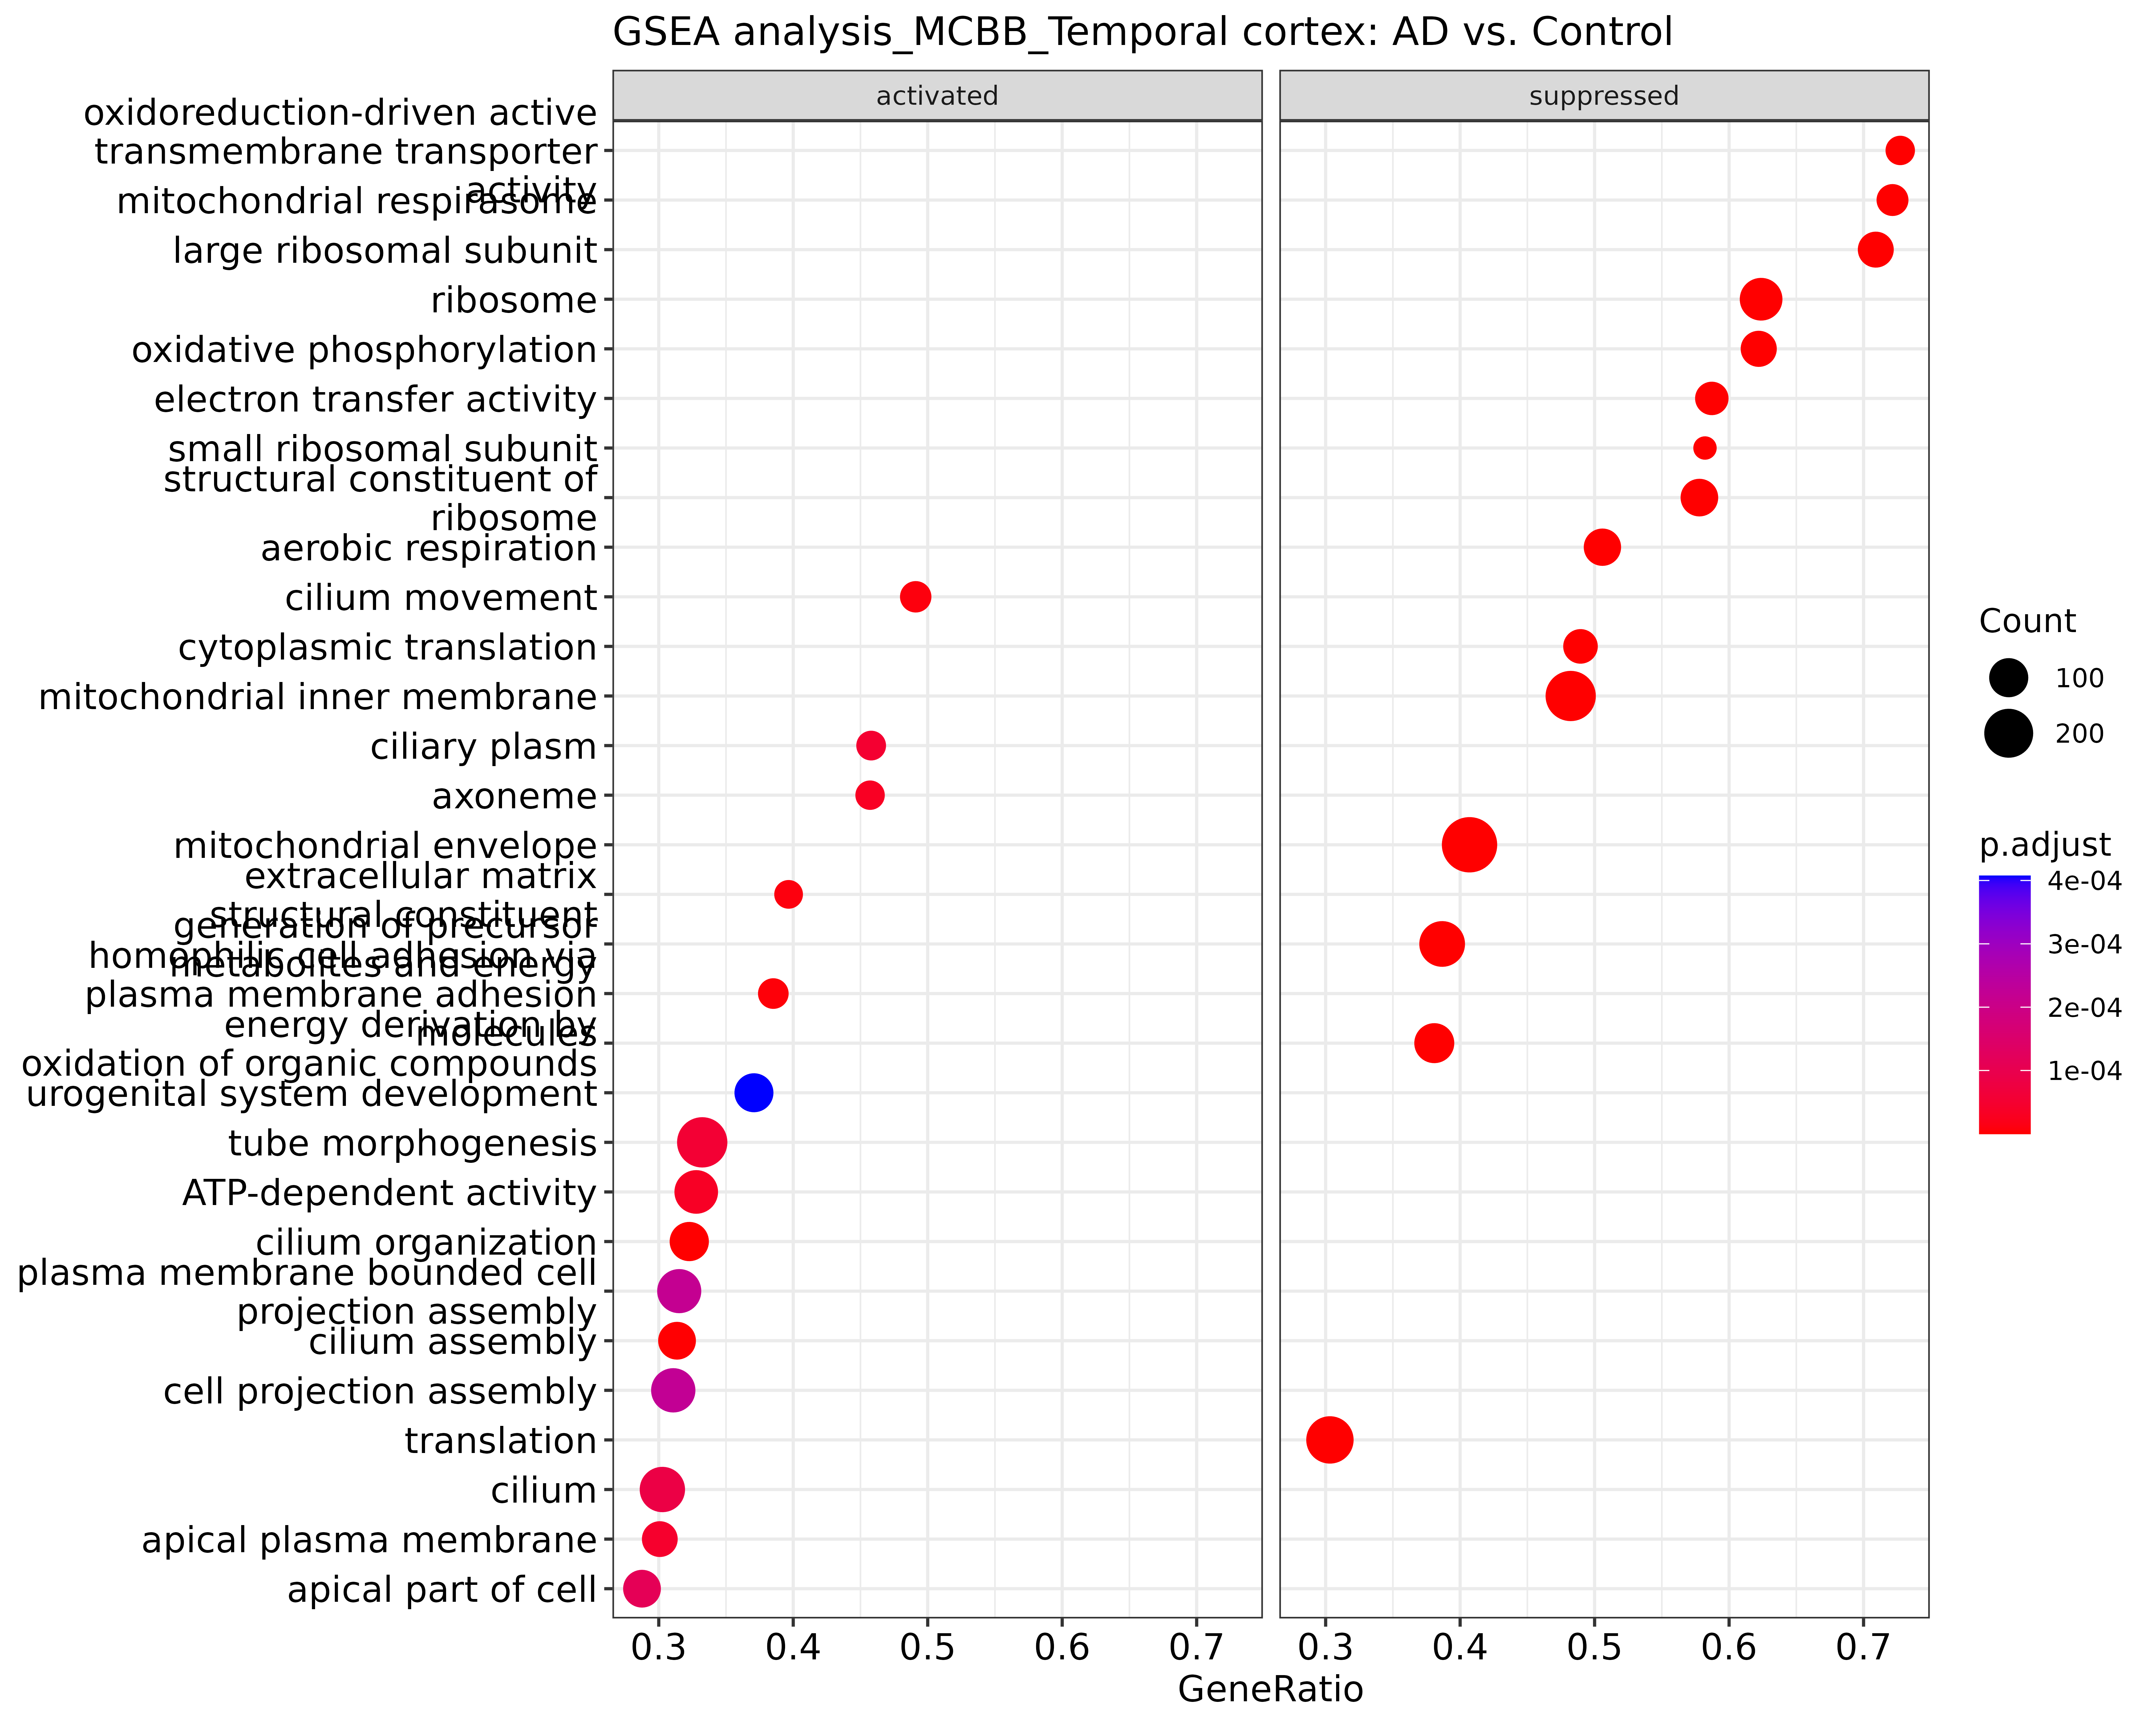 GSEA analysis_MCBB_Temporal cortex: AD vs. Control
activated
suppressed
oxidoreduction-driven active
transmembrane transporter
activity
mitochondrial respirasome
large ribosomal subunit
ribosome
oxidative phosphorylation
electron transfer activity
small ribosomal subunit
structural constituent of
ribosome
aerobic respiration
cilium movement
cytoplasmic translation
mitochondrial inner membrane
ciliary plasm
axoneme
mitochondrial envelope
extracellular matrix
structural constituent
generation of precursor
metabolites and energy
homophilic cell adhesion via
plasma membrane adhesion
molecules
energy derivation by
oxidation of organic compounds
urogenital system development
tube morphogenesis
ATP-dependent activity
cilium organization
plasma membrane bounded cell
projection assembly
cilium assembly
cell projection assembly
translation
cilium
apical plasma membrane
apical part of cell
0.3 0.4 0.5 0.6 0.7
0.3 0.4 0.5 0.6 0.7
GeneRatio
Count
100
200
p.adjust
4e-04
3e-04
2e-04
1e-04